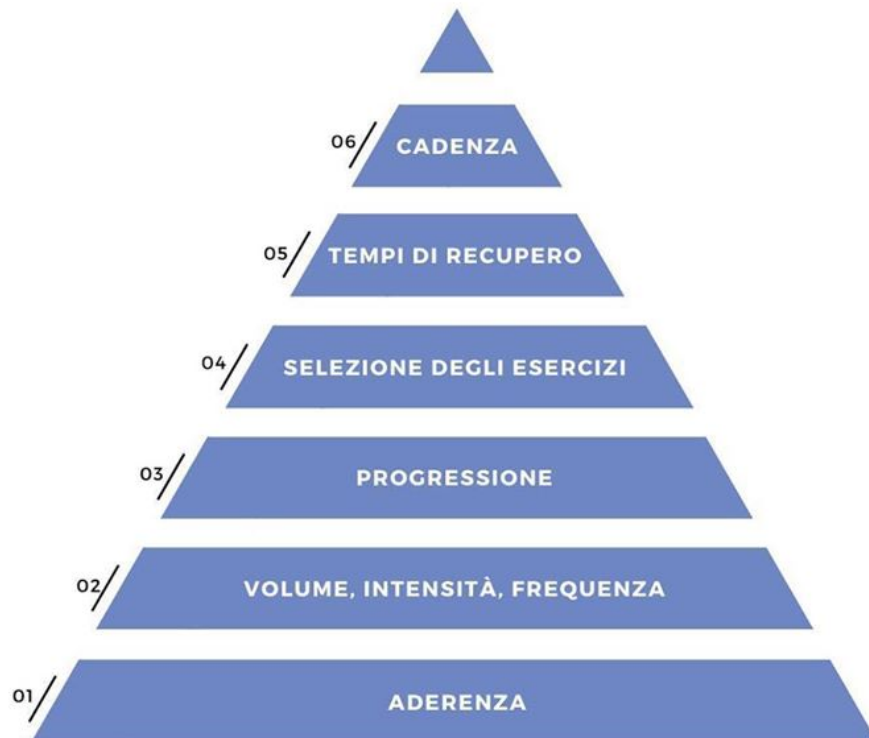 06 CADENZA
05 TEMPI DI RECUPERO
04 SELEZIONE DEGLI ESERCIZI
03 PROGRESSIONE
02 VOLUME, INTENSITÀ, FREQUENZA
01 ADERENZA